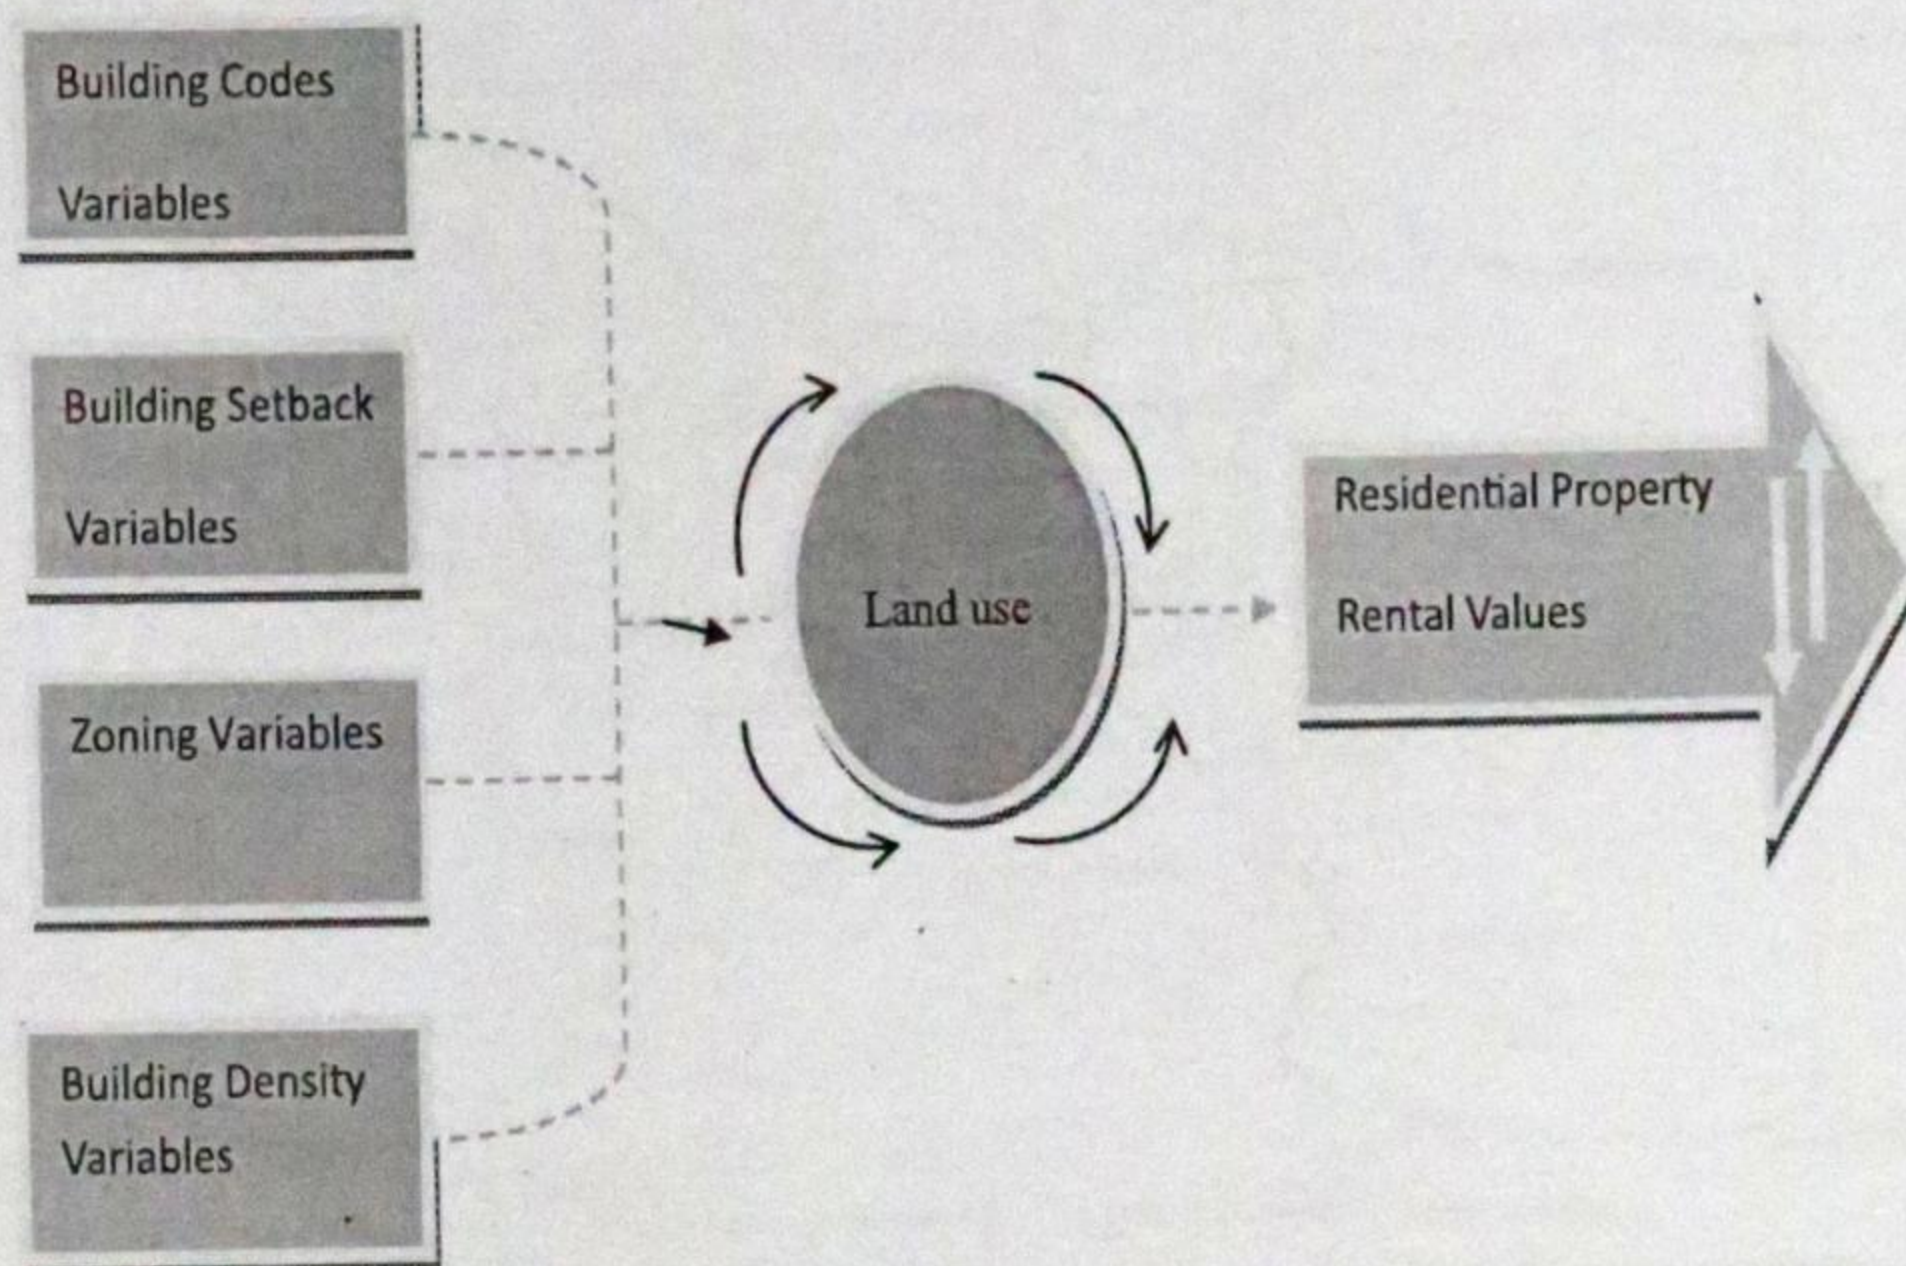 Building Codes
Variables
Building Setback
Variables
Zoning Variables
Building Density
Variables
Land use
Residential Property
Rental Values